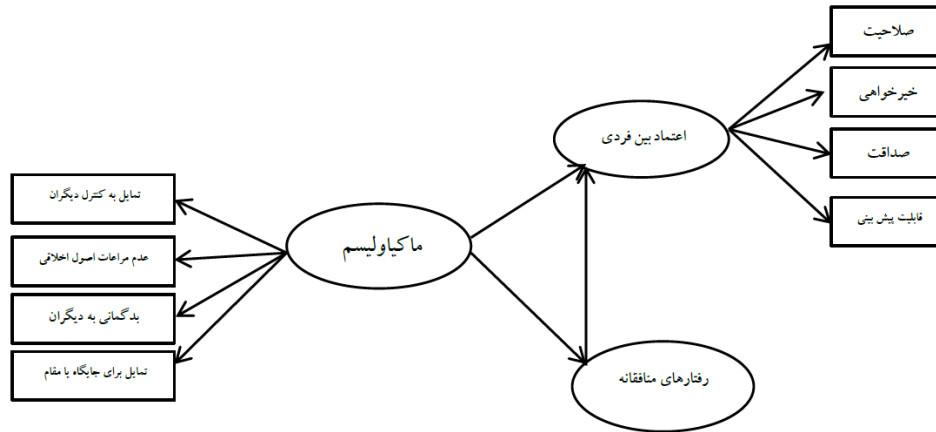 صلاحیت
خیرخواهی
صداقت
قابلیت پیش بینی
اعتماد بین فردی
ماکیاولیسم
تمایل به کنترل دیگران
عدم مراعات اصول اخلاقی
بدگمانی به دیگران
تمایل برای جایگاه یا مقام
رفتارهای منافقانه